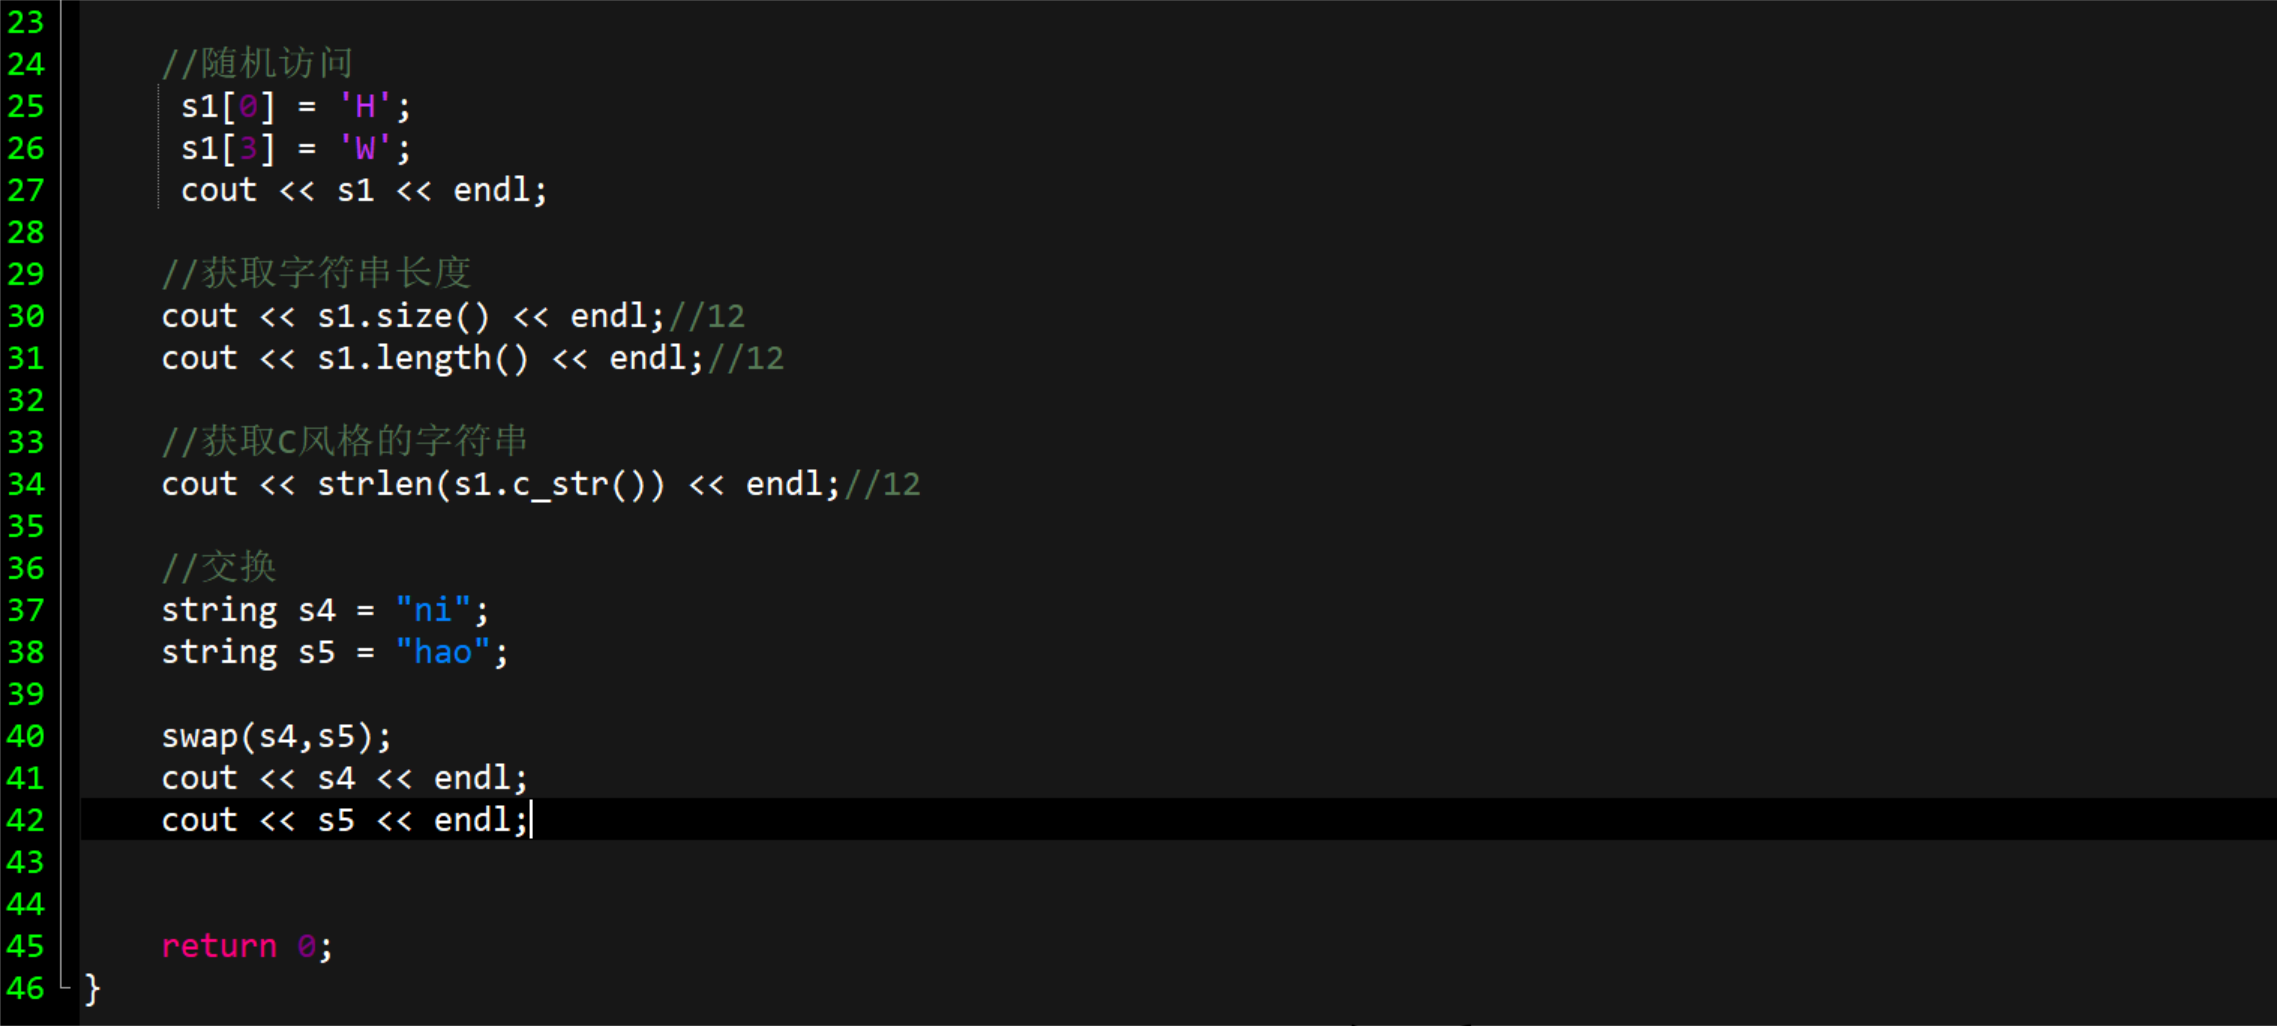 23
24 //随机访问
25 s1[0] = 'H';
26 s1[3] = 'W';
27 cout << s1 << endl;
28
29 //获取字符串长度
30 cout << s1.size() << endl;//12
31 cout << s1.length() << endl;//12
32
33 //获取C风格的字符串
34 cout << strlen(s1.c_str()) << endl;//12
35
36 //交换
37 string s4 = "ni";
38 string s5 = "hao";
39
40 swap(s4,s5);
41 cout << s4 << endl;
42 cout << s5 << endl;
43
44
45 return 0;
46 }